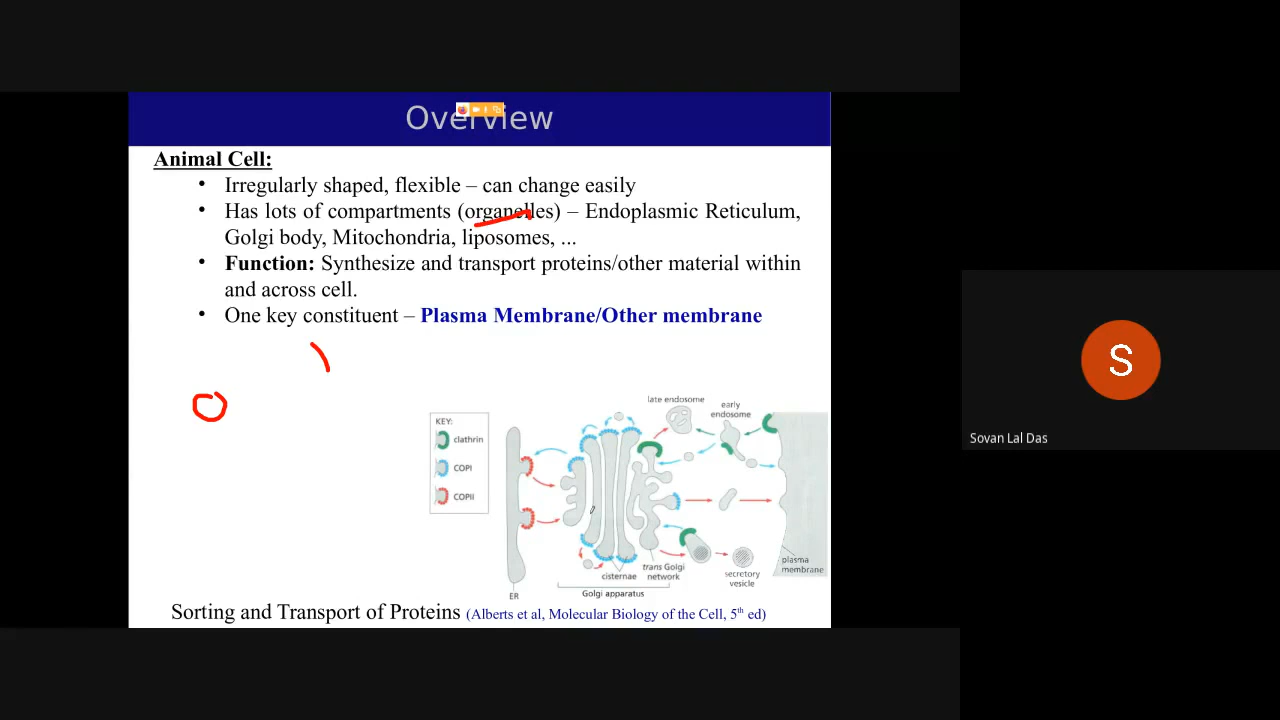 Overview
Animal Cell:
• Irregularly shaped, flexible – can change easily
• Has lots of compartments (organelles) – Endoplasmic Reticulum,
Golgi body, Mitochondria, liposomes, ...
• Function: Synthesize and transport proteins/other material within
and across cell.
• One key constituent – Plasma Membrane/Other membrane
KEY:
clathrin
COPI
COPII
late endosome
early
endosome
plasma
membrane
trans Golgi
network
cisternae
secretory
vesicle
ER
Golgi apparatus
Sorting and Transport of Proteins (Alberts et al, Molecular Biology of the Cell, 5th ed)
S
Sovan Lal Das